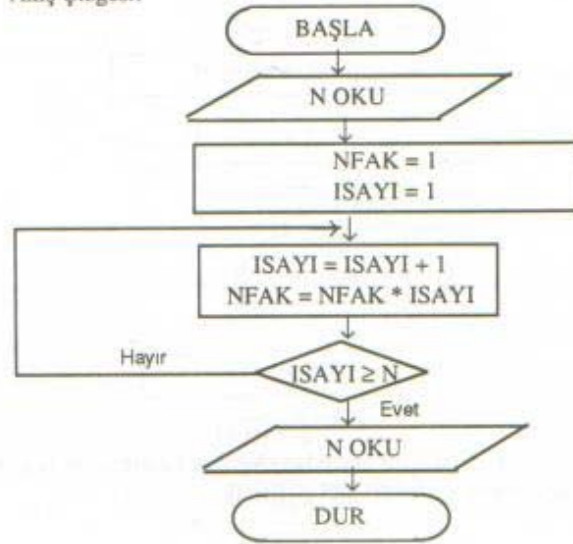 BAŞLA
N OKU
NFAK = 1
ISAYI = 1
ISAYI = ISAYI + 1
NFAK = NFAK * ISAYI
Hayır
ISAYI ≥ N
Evet
N OKU
DUR